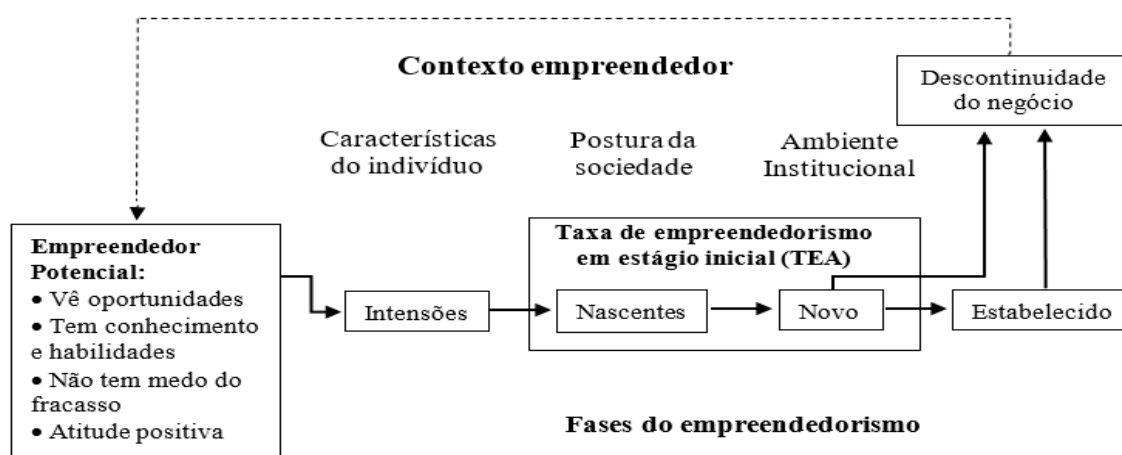 Contexto empreendedor
Descontinuidade
do negócio
Características
do indivíduo
Postura da
sociedade
Ambiente
Institucional
Empreendedor
Potencial:
• Vê oportunidades
• Tem conhecimento
e habilidades
• Não tem medo do
fracasso
• Atitude positiva
Intensões
Taxa de empreendedorismo
em estágio inicial (TEA)
Nascentes
Novo
Estabelecido
Fases do empreendedorismo